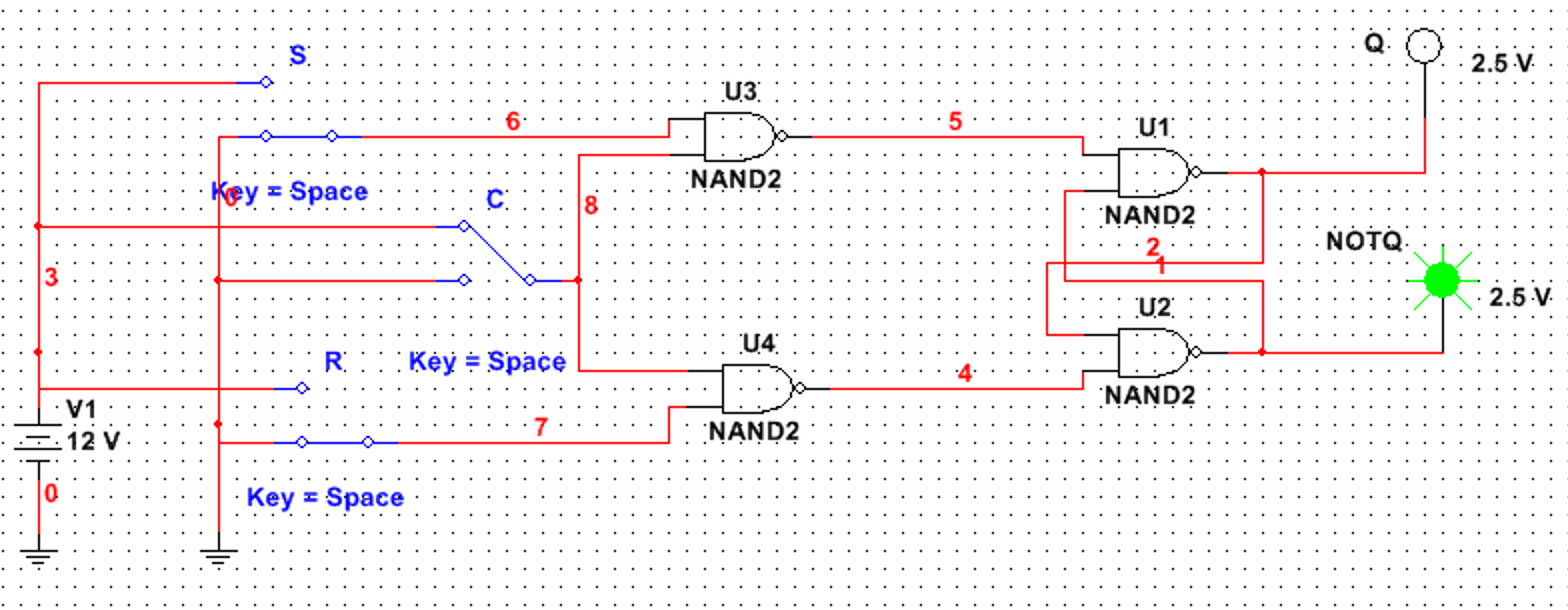 S
Q
2.5 V
U3
6
5
U1
NAND2
Key = Space
0
C
8
NAND2
NOTQ
2
1
3
2.5 V
U2
U4
R
Key = Space
4
NAND2
V1
12 V
7
NAND2
0
Key = Space